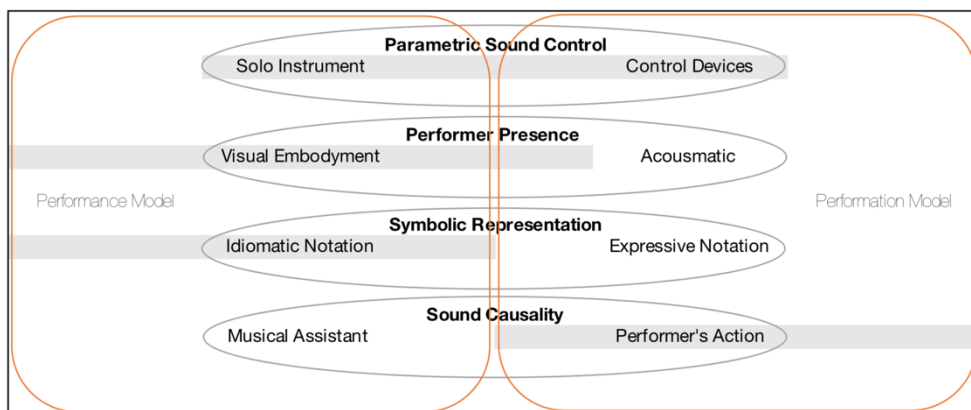 Parametric Sound Control
Solo Instrument Control Devices
Performer Presence
Visual Embodyment Acousmatic
Performance Model Performation Model
Symbolic Representation
Idiomatic Notation Expressive Notation
Sound Causality
Musical Assistant Performer's Action